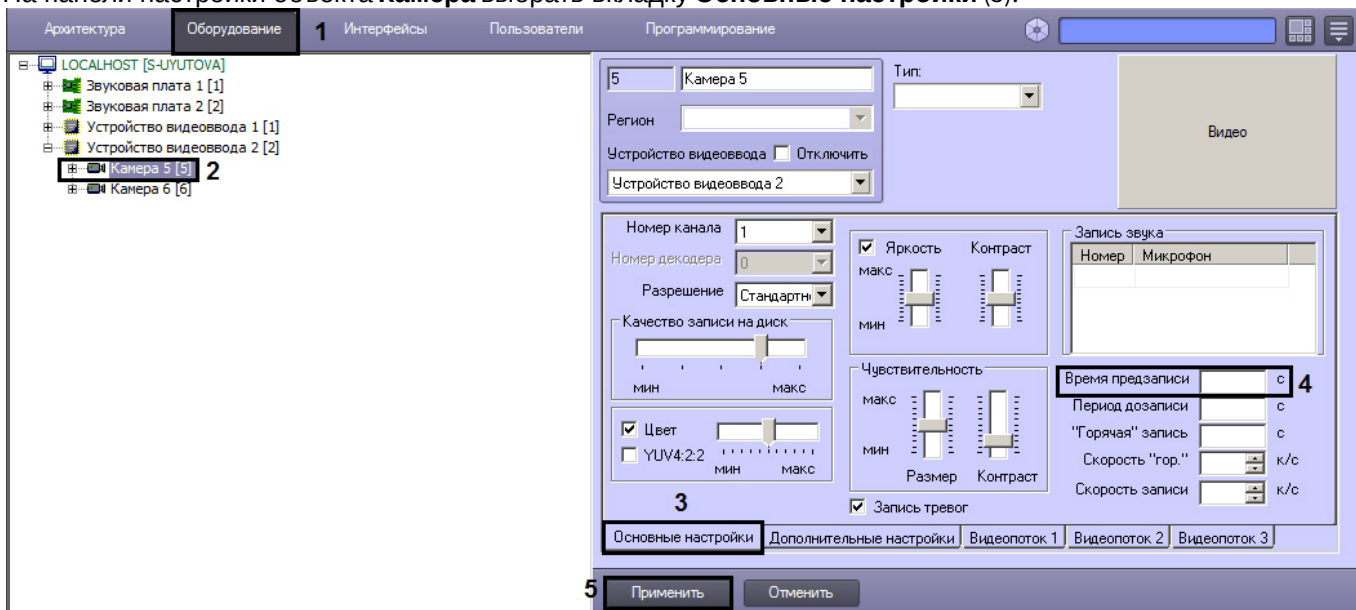 На панели настройки объекта Камера выбрать вкладку Основные настройки (3).
Архитектура Оборудование 1 Интерфейсы Пользователи Программирование
LOCALHOST [S-UYUTOVA]
Звуковая плата 1 [1]
Звуковая плата 2 [2]
Устройство видеоввода 1 [1]
Устройство видеоввода 2 [2]
Камера 5 [5] 2
Камера 6 [6]
5 Камера 5
Тип:
Регион
Устройство видеоввода Отключить
Устройство видеоввода 2
Видео
Номер канала 1
Номер декодера 0
Разрешение Стандартн
Качество записи на диск
мин макс
Цвет
YUV4:2:2
мин макс
3
Яркость Контраст
макс
мин
Чувствительность
макс
мин
Размер Контраст
Запись тревог
Запись звука
Номер Микрофон
Время предзаписи с 4
Период дозаписи с
"Горячая" запись с
Скорость "гор." к/с
Скорость записи к/с
Основные настройки Дополнительные настройки Видеопоток 1 Видеопоток 2 Видеопоток 3
5 Применить Отменить